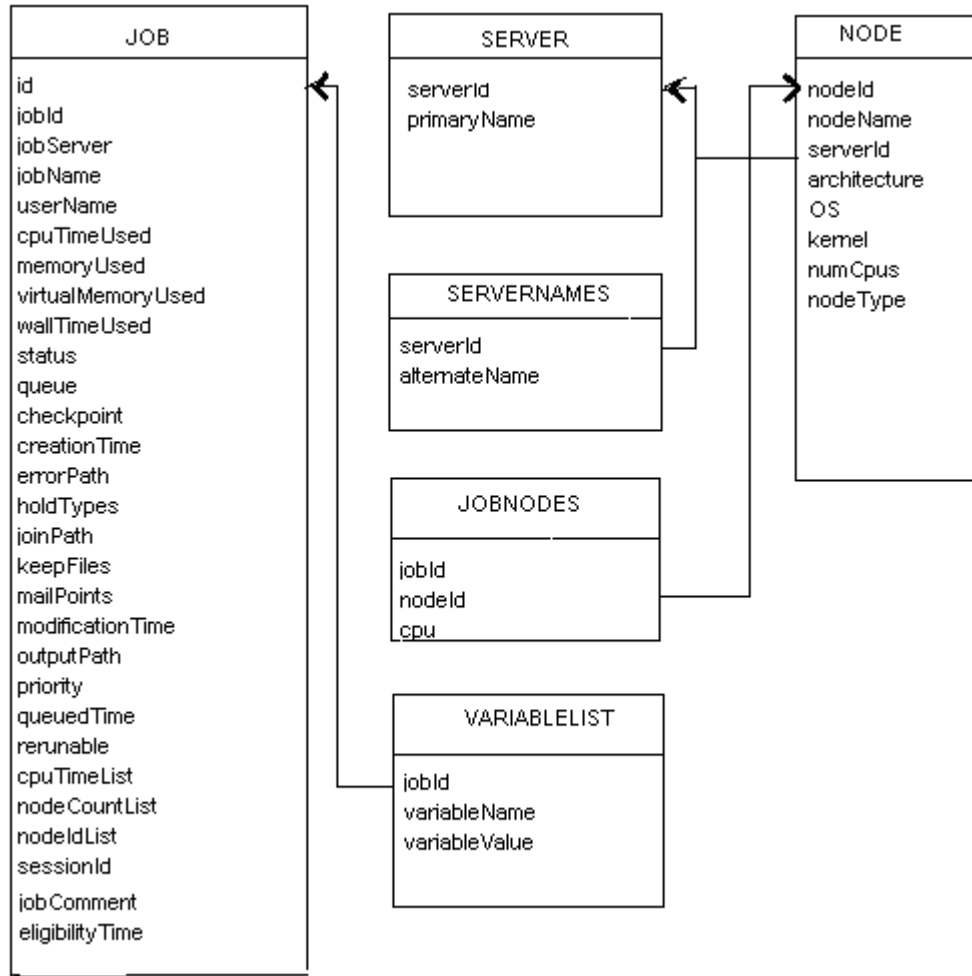 JOB
id
jobId
jobServer
jobName
userName
cpuTimeUsed
memoryUsed
virtualMemoryUsed
wallTimeUsed
status
queue
checkpoint
creationTime
errorPath
holdTypes
joinPath
keepFiles
mailPoints
modificationTime
outputPath
priority
queuedTime
rerunable
cpuTimeList
nodeCountList
nodeIdList
sessionId
jobComment
eligibilityTime
SERVER
serverId
primaryName
SERVERNAMES
serverId
alternateName
JOBNODES
jobId
nodeId
cpu
VARIABLELIST
jobId
variableName
variableValue
NODE
nodeId
nodeName
serverId
architecture
OS
kernel
numCpus
nodeType